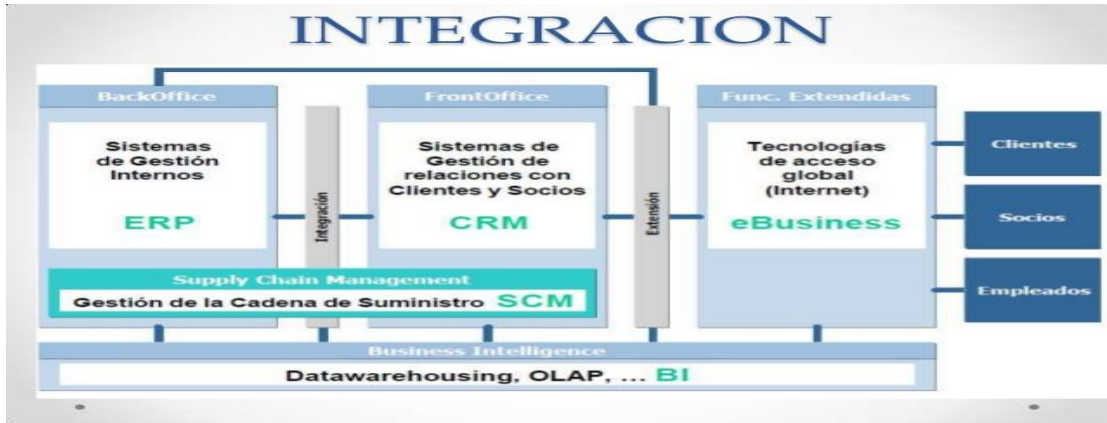 INTEGRACION
BackOffice
Sistemas
de Gestión
Internos
ERP
Integración
FrontOffice
Sistemas de
Gestión de
relaciones con
Clientes y Socios
CRM
Extensión
Func. Extendidas
Tecnologías
de acceso
global
(Internet)
eBusiness
Clientes
Socios
Empleados
Supply Chain Management
Gestión de la Cadena de Suministro SCM
Business Intelligence
Datawarehousing, OLAP, ... BI